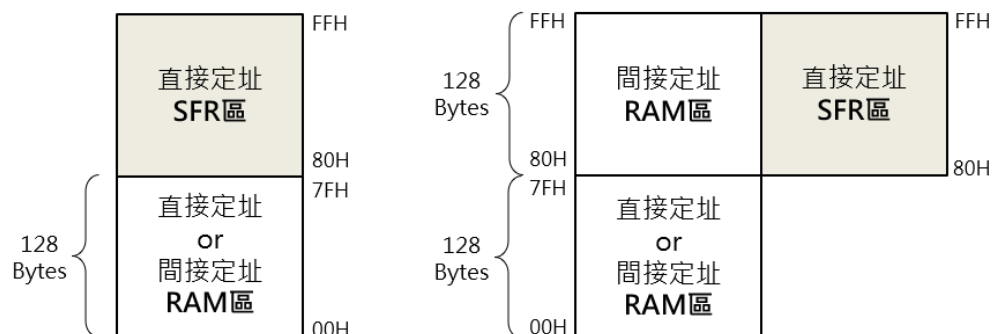 FFH
直接定址
SFR區
80H
7FH
直接定址
or
間接定址
RAM區
00H
128
Bytes
FFH
間接定址
RAM區
直接定址
SFR區
FFH
128
Bytes
80H
80H
7FH
直接定址
or
間接定址
RAM區
128
Bytes
00H